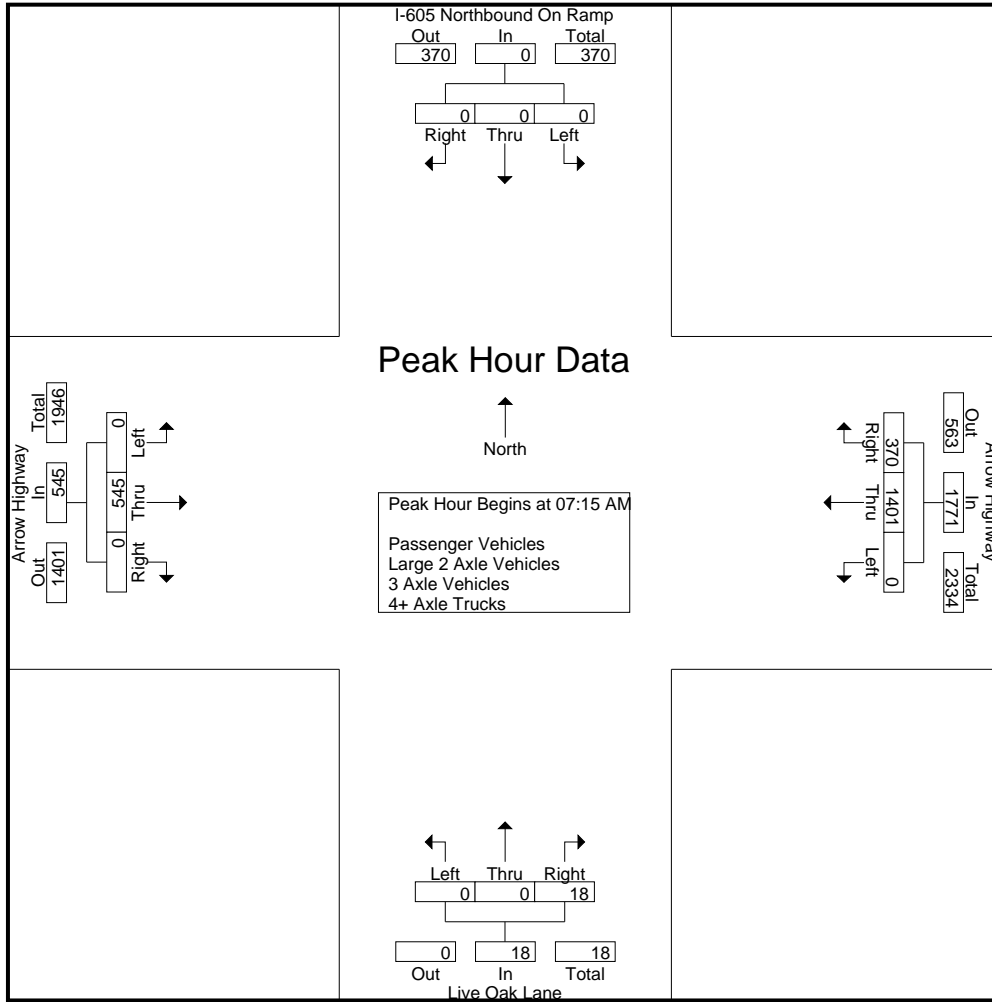 I-605 Northbound On Ramp
Out In Total
370 0 370
0 0 0
Right Thru Left
Peak Hour Data
North
Peak Hour Begins at 07:15 AM
Passenger Vehicles
Large 2 Axle Vehicles
3 Axle Vehicles
4+ Axle Trucks
Arrow Highway
Out In Total
1401 545 1946
Right Thru Left
0 545 0
Arrow Highway
Out In Total
563 1771 2334
370 1401 0
Right Thru Left
Left Thru Right
0 0 18
0 18 18
Out In Total
Live Oak Lane